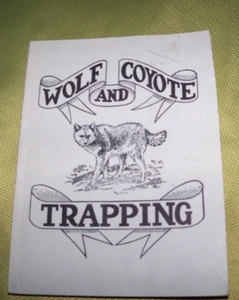 WOLF COYOTE
AND
TRAPPING